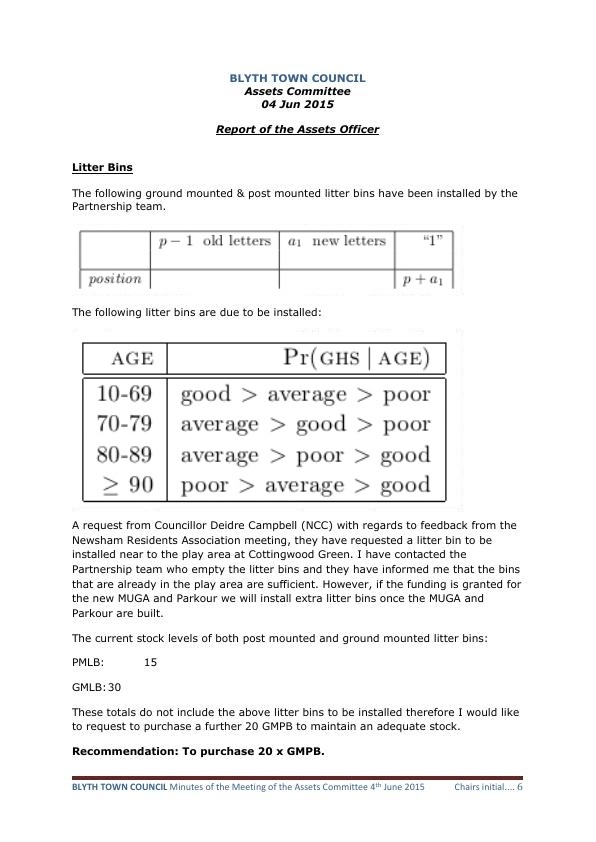 BLYTH TOWN COUNCIL
Assets Committee
04 Jun 2015
Report of the Assets Officer
Litter Bins
The following ground mounted & post mounted litter bins have been installed by the
Partnership team.
p − 1 old letters a₁ new letters “1”
position p + a₁
The following litter bins are due to be installed:
AGE Pr(GHS | AGE)
10-69 good > average > poor
70-79 average > good > poor
80-89 average > poor > good
≥ 90 poor > average > good
A request from Councillor Deidre Campbell (NCC) with regards to feedback from the
Newsham Residents Association meeting, they have requested a litter bin to be
installed near to the play area at Cottingwood Green. I have contacted the
Partnership team who empty the litter bins and they have informed me that the bins
that are already in the play area are sufficient. However, if the funding is granted for
the new MUGA and Parkour we will install extra litter bins once the MUGA and
Parkour are built.
The current stock levels of both post mounted and ground mounted litter bins:
PMLB: 15
GMLB: 30
These totals do not include the above litter bins to be installed therefore I would like
to request to purchase a further 20 GMPB to maintain an adequate stock.
Recommendation: To purchase 20 x GMPB.
BLYTH TOWN COUNCIL Minutes of the Meeting of the Assets Committee 4th June 2015 Chairs initial.... 6